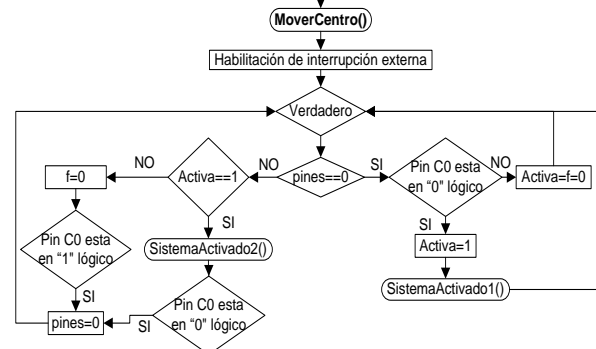 MoverCentro()
Habilitación de interrupción externa
Verdadero
NO
NO
SI
NO
f=0
Activa==1
pines==0
Pin C0 esta
en "0" lógico
Activa=f=0
Pin C0 esta
en "1" lógico
SI
SI
SistemaActivado2()
Activa=1
SI
pines=0
SI
Pin C0 esta
en "0" lógico
SistemaActivado1()